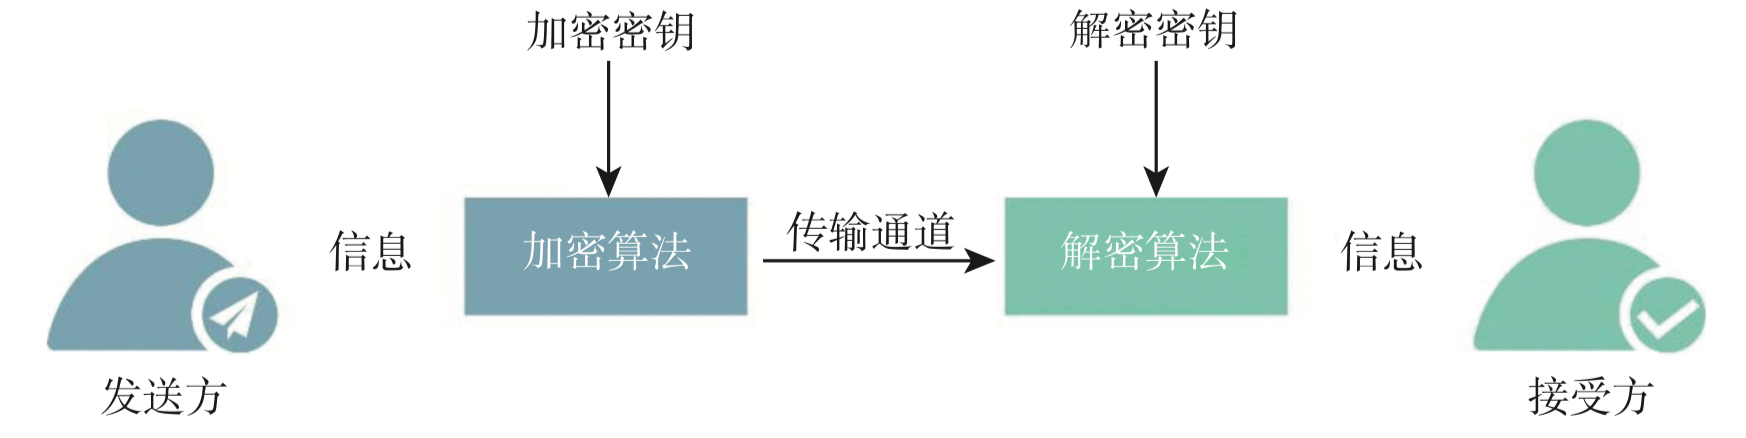 加密密钥
解密密钥
信息
加密算法
传输通道
解密算法
信息
发送方
接受方